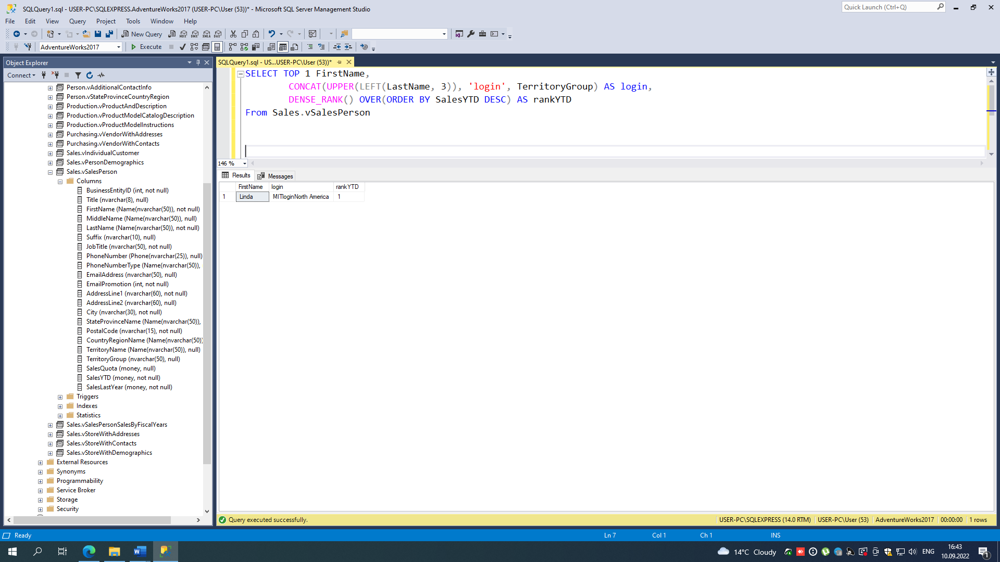 SQLQuery1.sql - USER-PC\SQLEXPRESS.AdventureWorks2017 (USER-PC\User (53))* - Microsoft SQL Server Management Studio
Quick Launch (Ctrl+Q)
File Edit View Query Project Tools Window Help
New Query
MDX DMX XMLA DAX
AdventureWorks2017
Execute
Object Explorer
Connect
Person.vAdditionalContactInfo
Person.vStateProvinceCountryRegion
Production.vProductAndDescription
Production.vProductModelCatalogDescription
Production.vProductModelInstructions
Purchasing.vVendorWithAddresses
Purchasing.vVendorWithContacts
Sales.vIndividualCustomer
Sales.vPersonDemographics
Sales.vSalesPerson
Columns
BusinessEntityID (int, not null)
Title (nvarchar(8), null)
FirstName (Name(nvarchar(50)), not null)
MiddleName (Name(nvarchar(50)), null)
LastName (Name(nvarchar(50)), not null)
Suffix (nvarchar(10), null)
JobTitle (nvarchar(50), not null)
PhoneNumber (Phone(nvarchar(25)), null)
PhoneNumberType (Name(nvarchar(50)),
EmailAddress (nvarchar(50), null)
EmailPromotion (int, not null)
AddressLine1 (nvarchar(60), not null)
AddressLine2 (nvarchar(60), null)
City (nvarchar(30), not null)
StateProvinceName (Name(nvarchar(50)),
PostalCode (nvarchar(15), not null)
CountryRegionName (Name(nvarchar(50))
TerritoryName (Name(nvarchar(50)), null)
TerritoryGroup (nvarchar(50), null)
SalesQuota (money, null)
SalesYTD (money, not null)
SalesLastYear (money, not null)
Triggers
Indexes
Statistics
Sales.vSalesPersonSalesByFiscalYears
Sales.vStoreWithAddresses
Sales.vStoreWithContacts
Sales.vStoreWithDemographics
External Resources
Synonyms
Programmability
Service Broker
Storage
Security
SQLQuery1.sql - US...USER-PC\User (53))*
SELECT TOP 1 FirstName,
CONCAT(UPPER(LEFT(LastName, 3)), 'login', TerritoryGroup) AS login,
DENSE_RANK() OVER(ORDER BY SalesYTD DESC) AS rankYTD
From Sales.vSalesPerson
146 %
Results Messages
FirstName login rankYTD
1 Linda MITloginNorth America 1
Query executed successfully.
USER-PC\SQLEXPRESS (14.0 RTM) USER-PC\User (53) AdventureWorks2017 00:00:00 1 rows
Ready Ln 7 Col 1 Ch 1 INS
14°C Cloudy ENG
16:43
10.09.2022
1